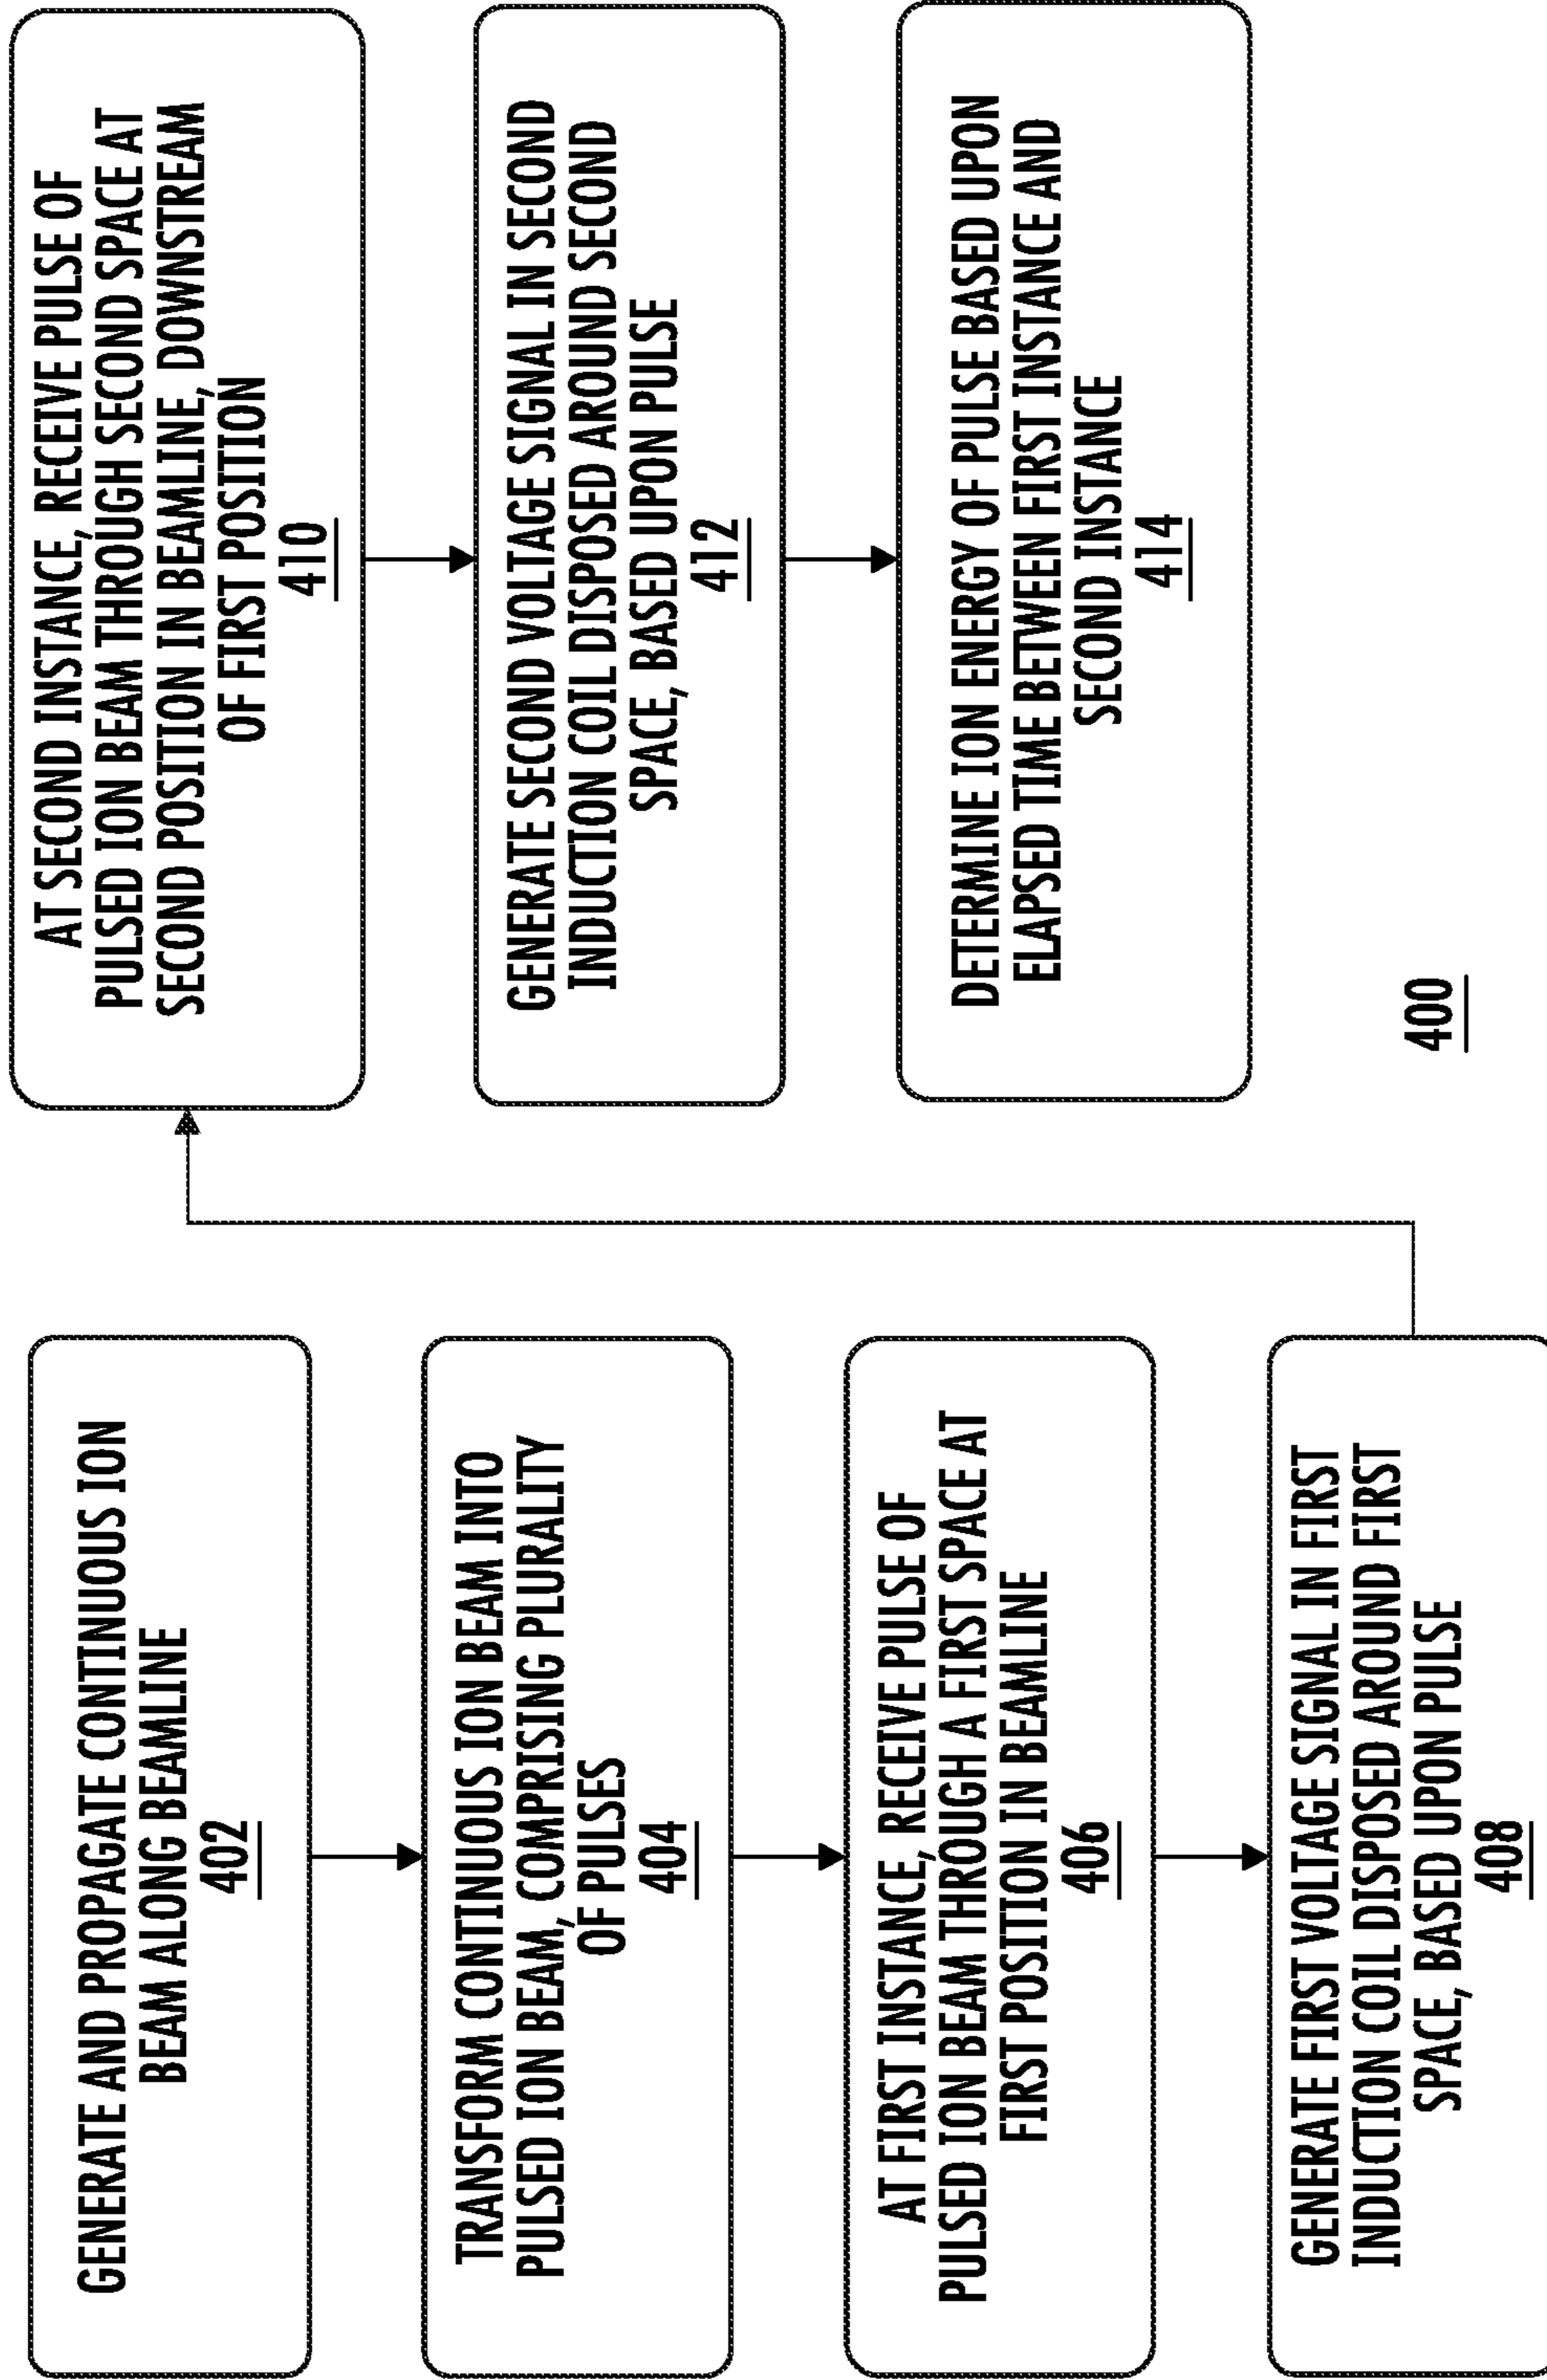 GENERATE AND PROPAGATE CONTINUOUS ION
BEAM ALONG BEAMLINE
402
TRANSFORM CONTINUOUS ION BEAM INTO
PULSED ION BEAM, COMPRISING PLURALITY
OF PULSES
404
AT FIRST INSTANCE, RECEIVE PULSE OF
PULSED ION BEAM THROUGH A FIRST SPACE AT
FIRST POSITION IN BEAMLINE
406
GENERATE FIRST VOLTAGE SIGNAL IN FIRST
INDUCTION COIL DISPOSED AROUND FIRST
SPACE, BASED UPON PULSE
408
AT SECOND INSTANCE, RECEIVE PULSE OF
PULSED ION BEAM THROUGH SECOND SPACE AT
SECOND POSITION IN BEAMLINE, DOWNSTREAM
OF FIRST POSITION
410
GENERATE SECOND VOLTAGE SIGNAL IN SECOND
INDUCTION COIL DISPOSED AROUND SECOND
SPACE, BASED UPON PULSE
412
DETERMINE ION ENERGY OF PULSE BASED UPON
ELAPSED TIME BETWEEN FIRST INSTANCE AND
SECOND INSTANCE
414
400